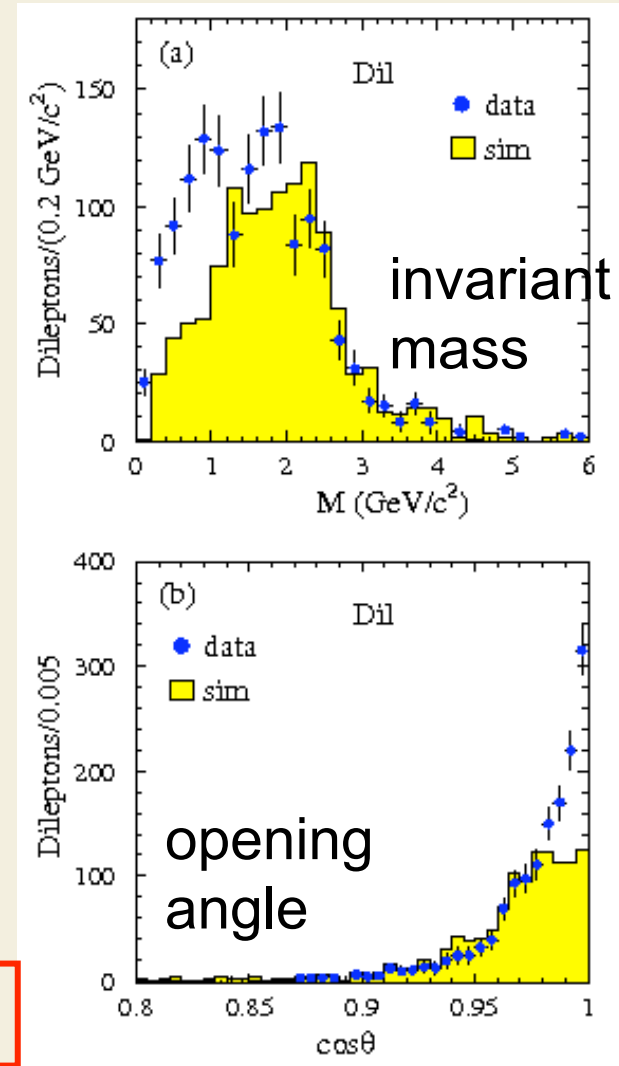 (a)
Dil
data
sim
invariant
mass
Dileptons/(0.2 GeV/c²)
150
100
50
0
0 1 2 3 4 5 6
M (GeV/c²)
(b)
Dil
data
sim
opening
angle
Dileptons/0.005
400
300
200
100
0
0.8 0.85 0.9 0.95 1
cosθ